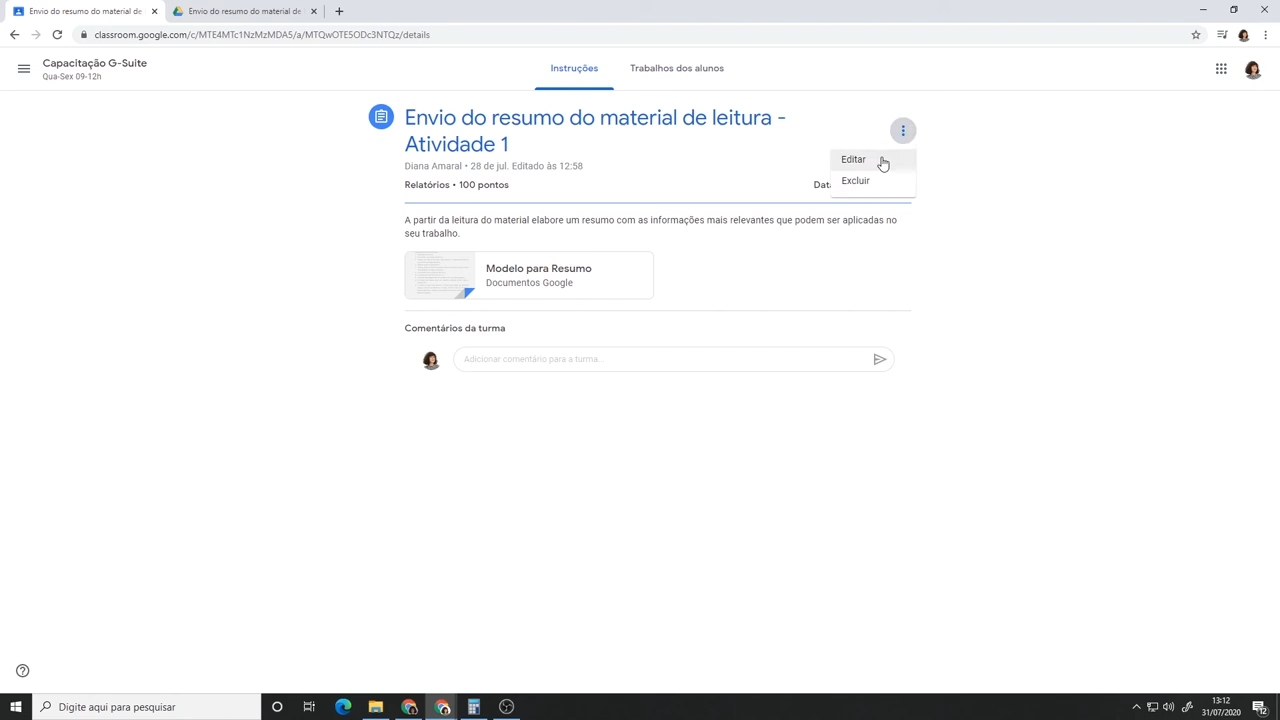 Envio do resumo do material de
Envio do resumo do material de
classroom.google.com/c/MTE4MTc1NzMzMDA5/a/MTQwOTE5ODc3NTQz/details
Capacitação G-Suite
Qua-Sex 09-12h
Instruções
Trabalhos dos alunos
Envio do resumo do material de leitura -
Atividade 1
Diana Amaral • 28 de jul. Editado às 12:58
Editar
Excluir
Relatórios • 100 pontos
Data
A partir da leitura do material elabore um resumo com as informações mais relevantes que podem ser aplicadas no
seu trabalho.
Modelo para Resumo
Documentos Google
Comentários da turma
Adicionar comentário para a turma...
Digite aqui para pesquisar
13:12
31/07/2020
12